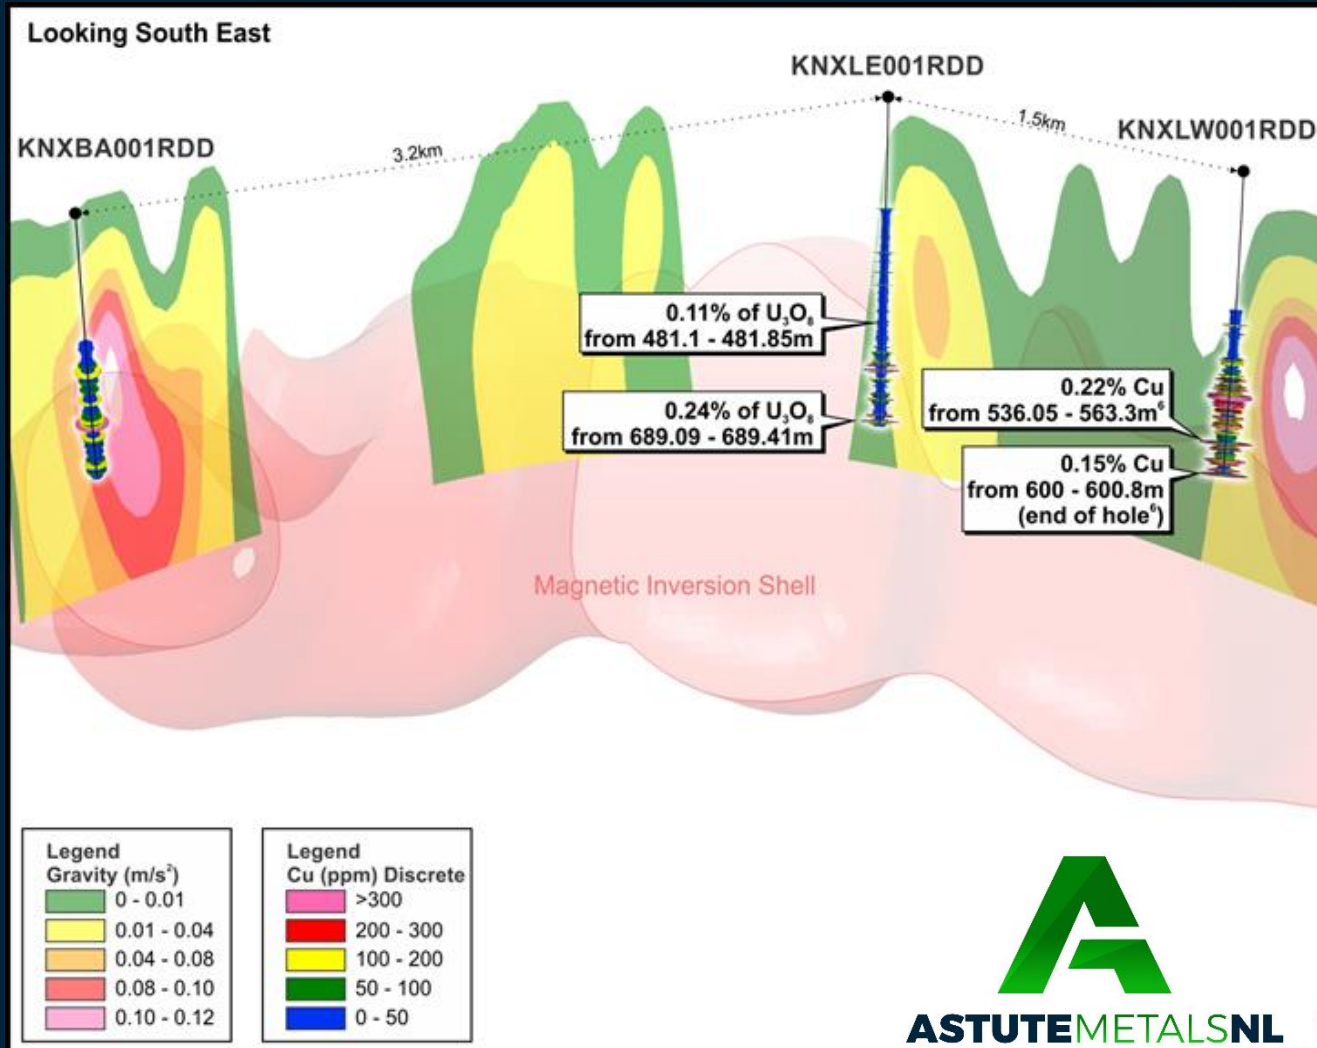 Looking South East
KNXLE001RDD
KNXBA001RDD
3.2km
1.5km
KNXLW001RDD
0.11% of U₃O₈
from 481.1 - 481.85m
0.24% of U₃O₈
from 689.09 - 689.41m
0.22% Cu
from 536.05 - 563.3m⁶
0.15% Cu
from 600 - 600.8m
(end of hole⁶)
Magnetic Inversion Shell
Legend
Gravity (m/s²)
0 - 0.01
0.01 - 0.04
0.04 - 0.08
0.08 - 0.10
0.10 - 0.12
Legend
Cu (ppm) Discrete
>300
200 - 300
100 - 200
50 - 100
0 - 50
ASTUTEMETALSNL